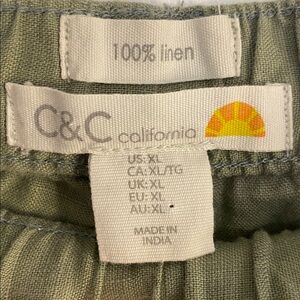 100% linen
C&C california
US: XL
CA: XL/TG
UK: XL
EU: XL
AU: XL
MADE IN
INDIA